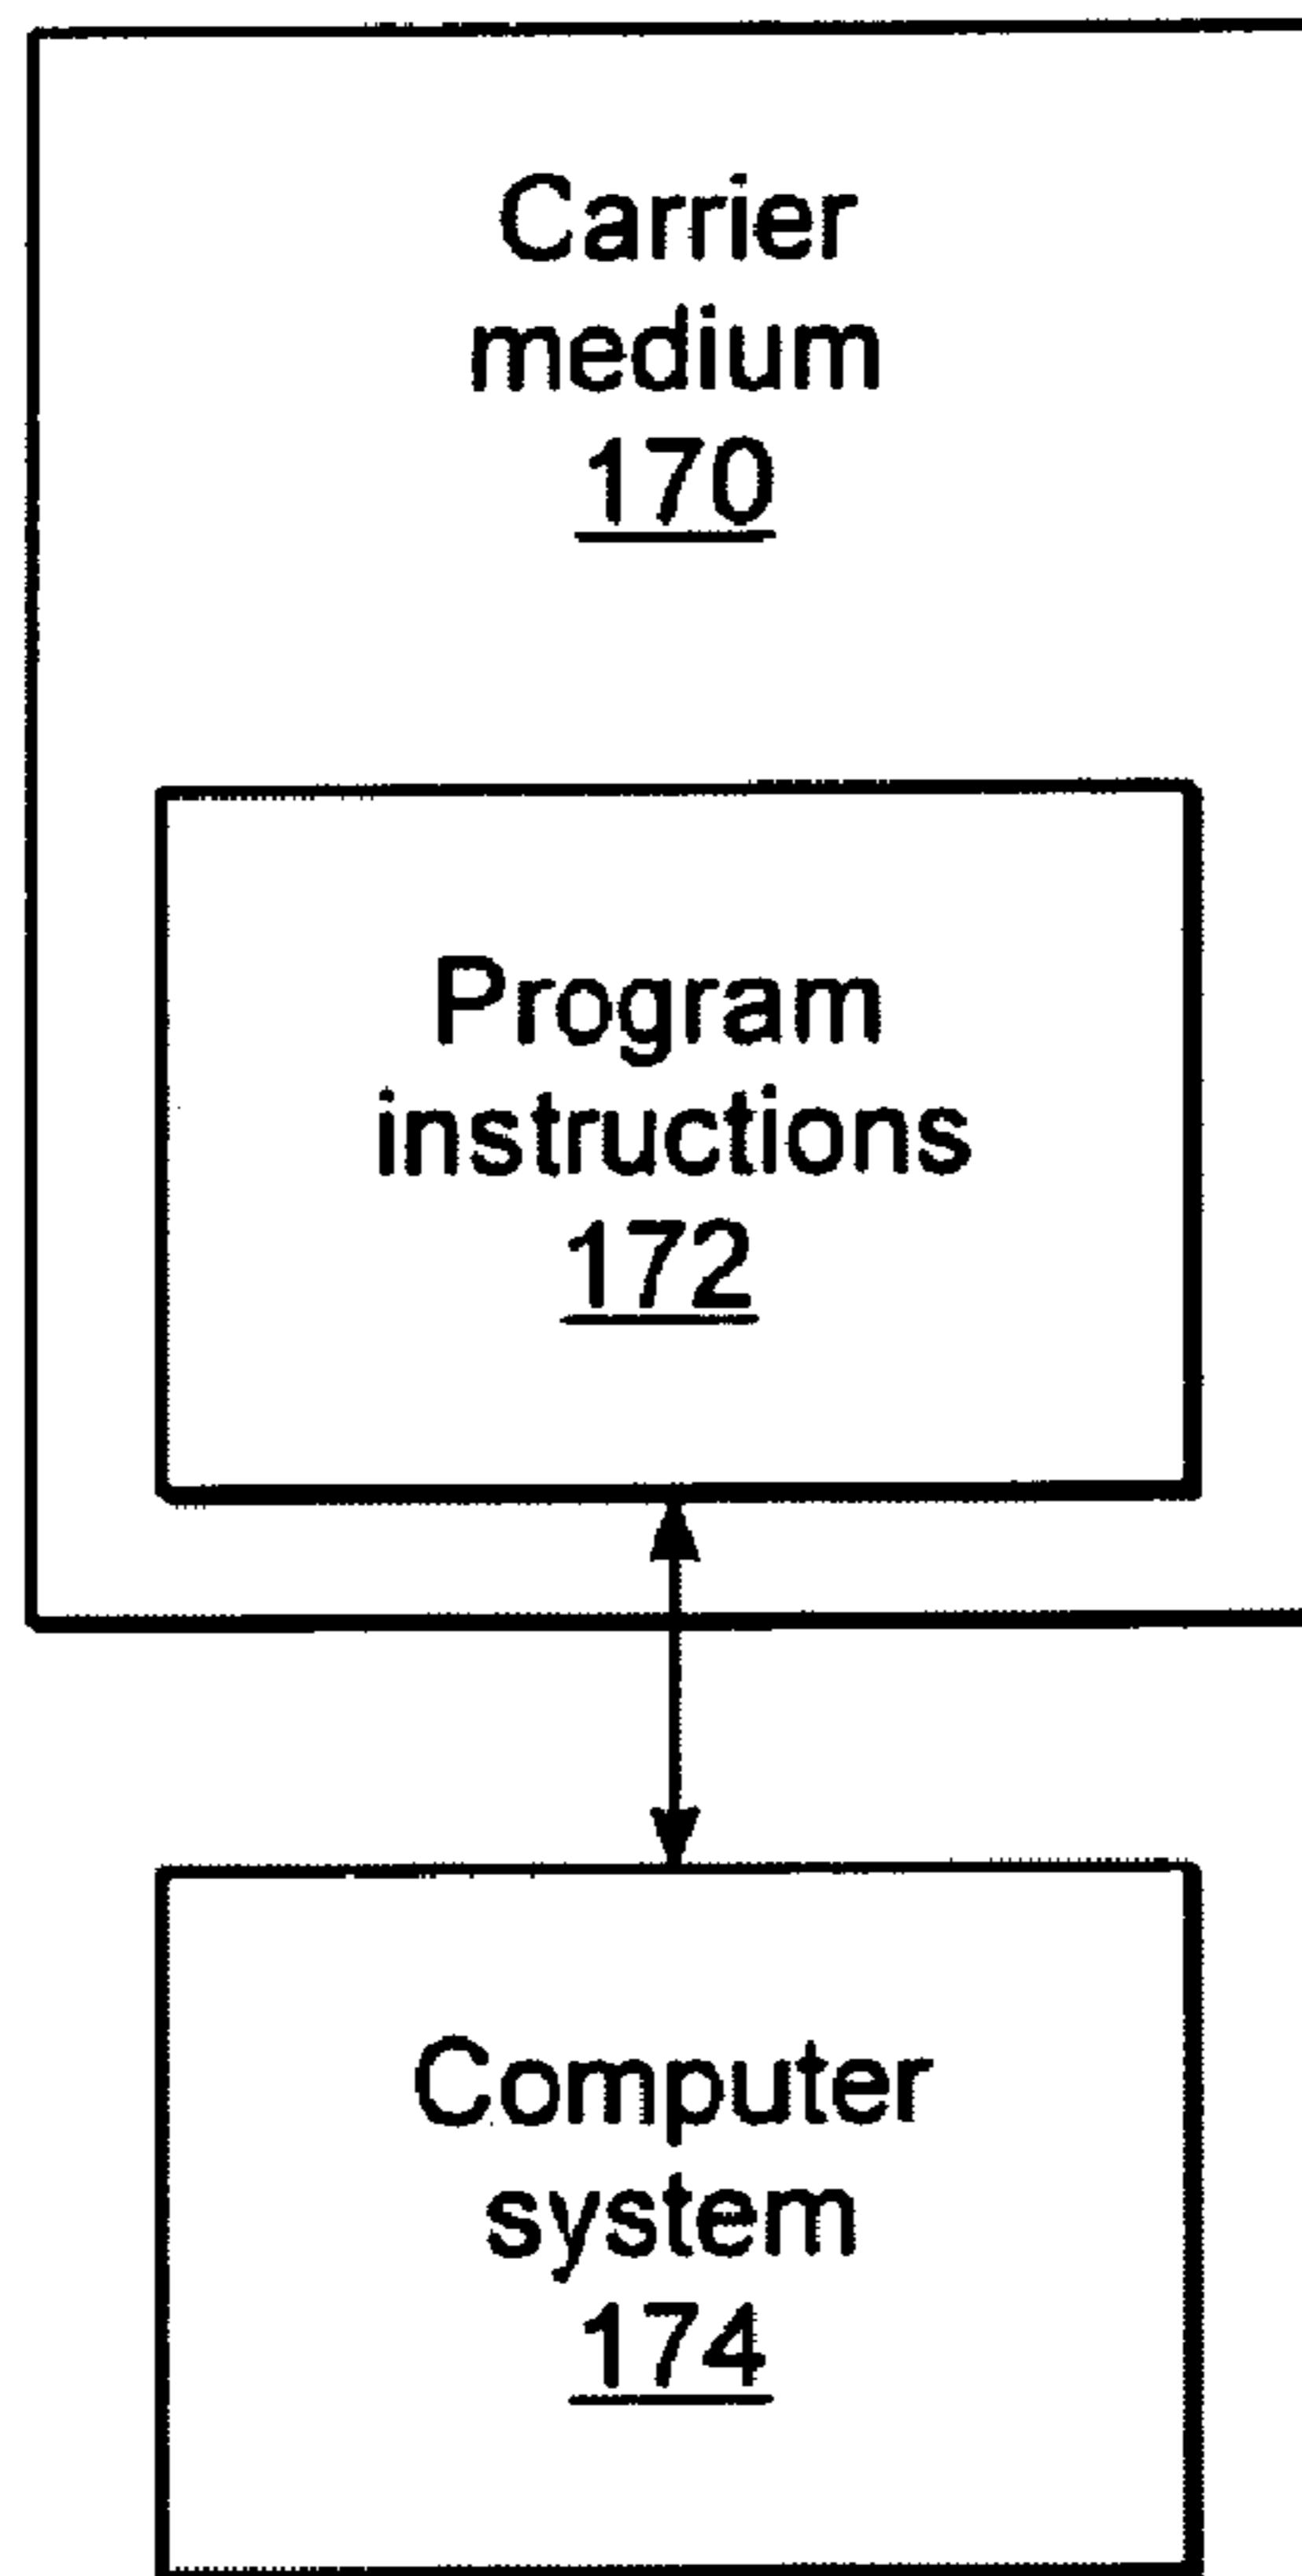 Carrier
medium
170
Program
instructions
172
Computer
system
174